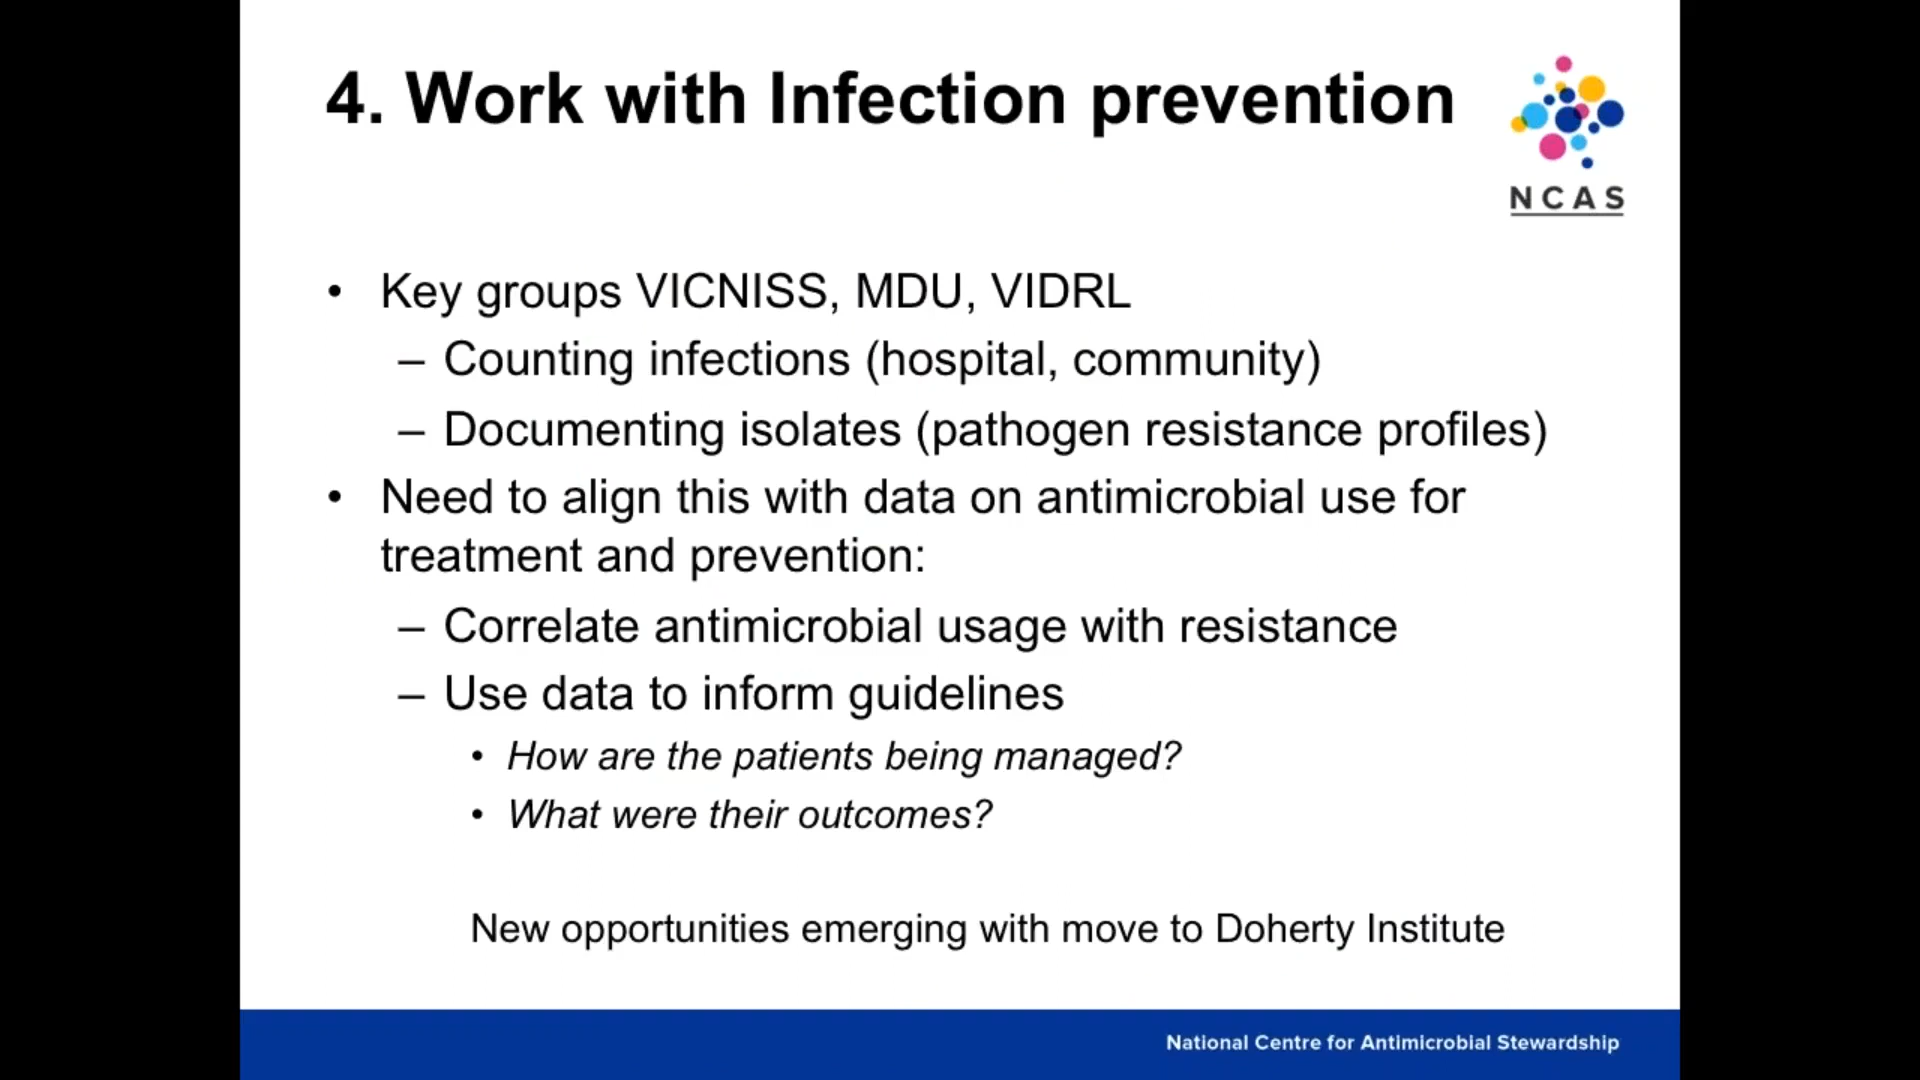 4. Work with Infection prevention
NCAS
• Key groups VICNISS, MDU, VIDRL
– Counting infections (hospital, community)
– Documenting isolates (pathogen resistance profiles)
• Need to align this with data on antimicrobial use for
treatment and prevention:
– Correlate antimicrobial usage with resistance
– Use data to inform guidelines
• How are the patients being managed?
• What were their outcomes?
New opportunities emerging with move to Doherty Institute
National Centre for Antimicrobial Stewardship